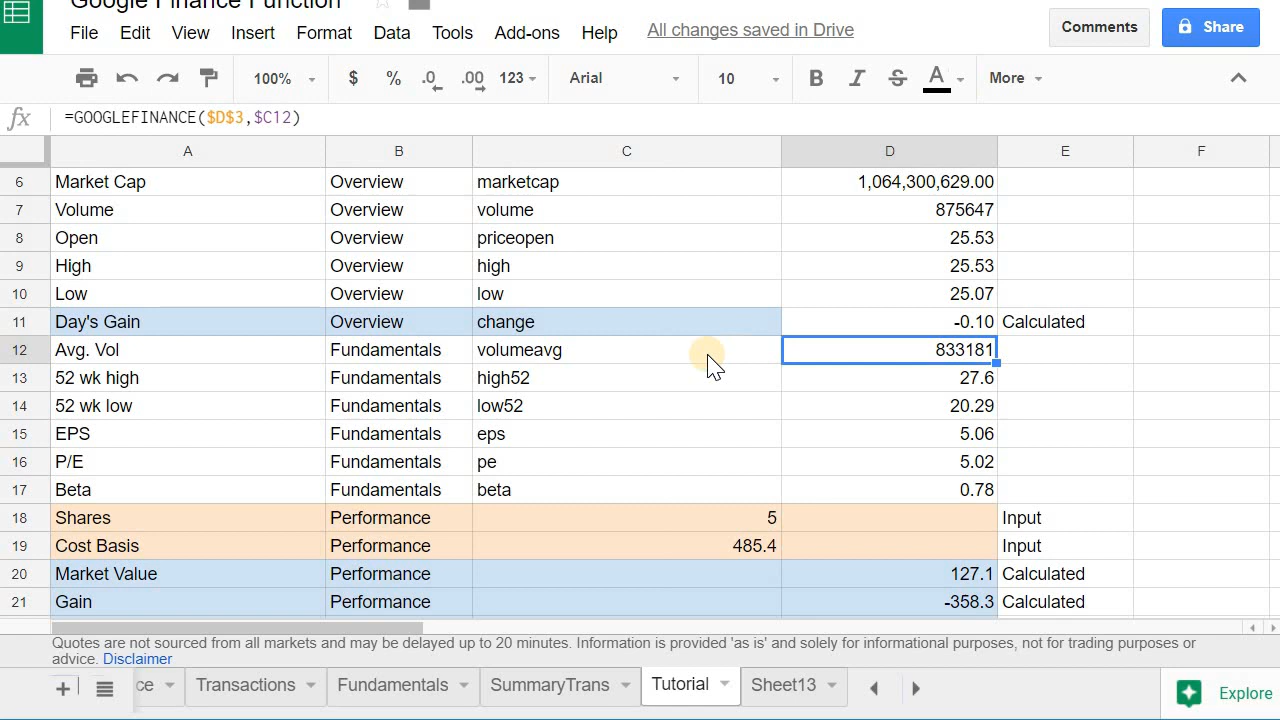 Google Finance Function
File Edit View Insert Format Data Tools Add-ons Help All changes saved in Drive Comments Share
100% $ % .0 .00 123 Arial 10 B I S A More
fx =GOOGLEFINANCE($D$3,$C12)
A B C D E F
6 Market Cap Overview marketcap 1,064,300,629.00
7 Volume Overview volume 875647
8 Open Overview priceopen 25.53
9 High Overview high 25.53
10 Low Overview low 25.07
11 Day's Gain Overview change -0.10 Calculated
12 Avg. Vol Fundamentals volumeavg 833181
13 52 wk high Fundamentals high52 27.6
14 52 wk low Fundamentals low52 20.29
15 EPS Fundamentals eps 5.06
16 P/E Fundamentals pe 5.02
17 Beta Fundamentals beta 0.78
18 Shares Performance 5 Input
19 Cost Basis Performance 485.4 Input
20 Market Value Performance 127.1 Calculated
21 Gain Performance -358.3 Calculated
Quotes are not sourced from all markets and may be delayed up to 20 minutes. Information is provided 'as is' and solely for informational purposes, not for trading purposes or
advice. Disclaimer
+ ce Transactions Fundamentals SummaryTrans Tutorial Sheet13 Explore